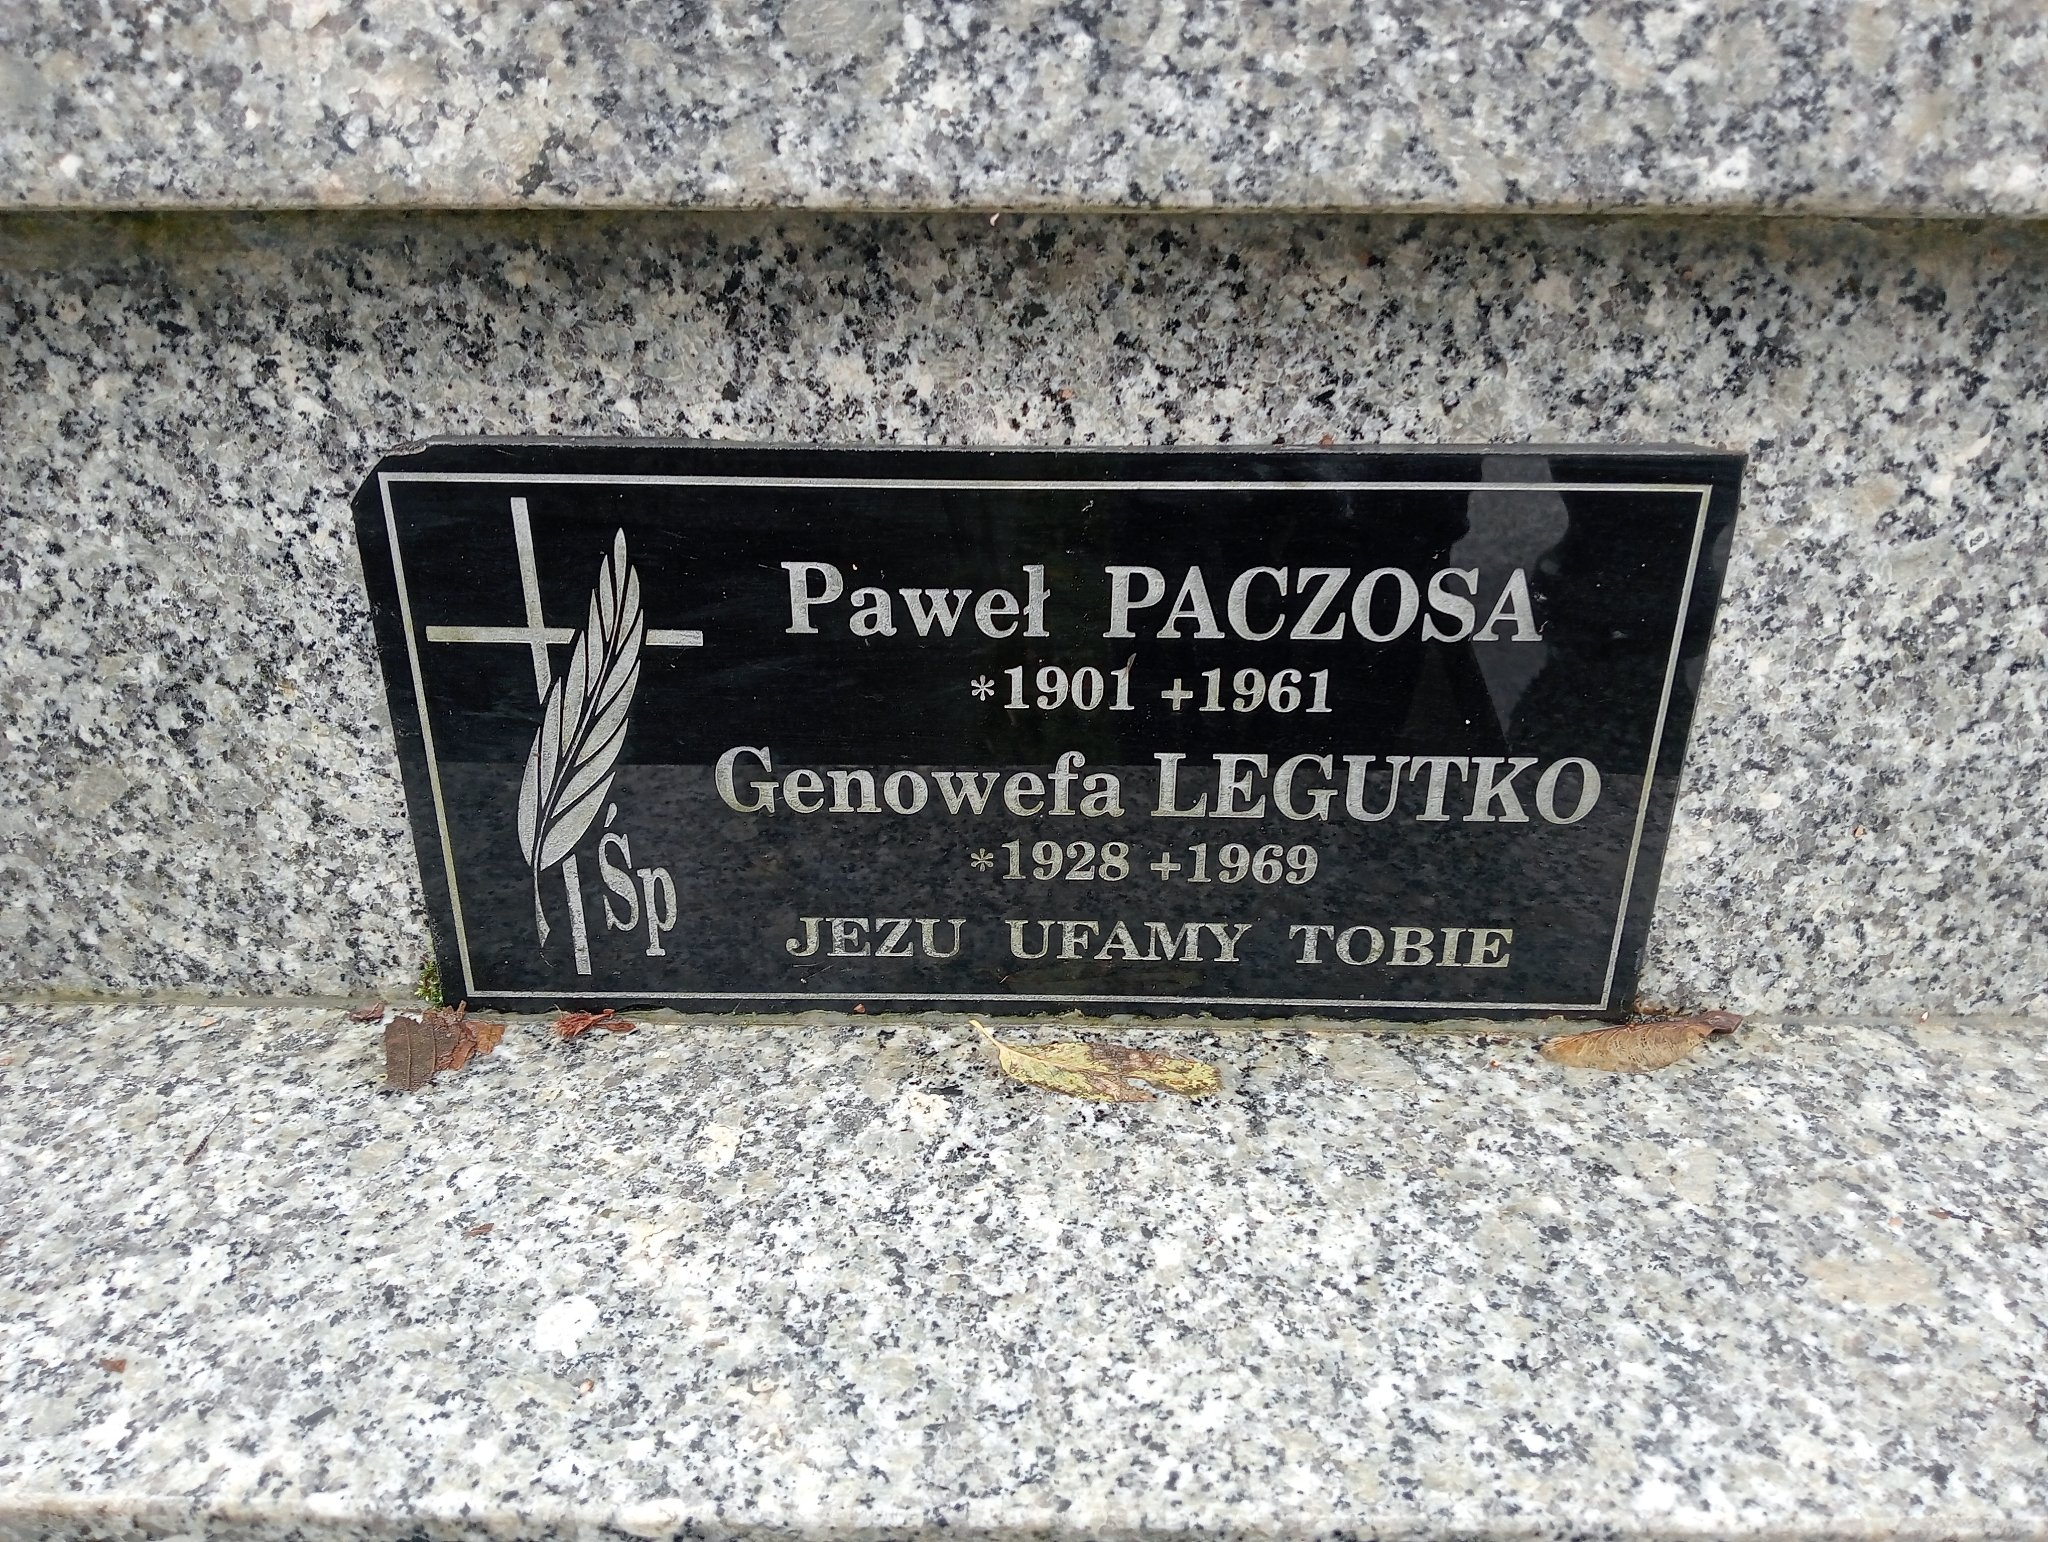 Śp
Paweł PACZOSA
*1901 +1961
Genowefa LEGUTKO
*1928 +1969
JEZU UFAMY TOBIE